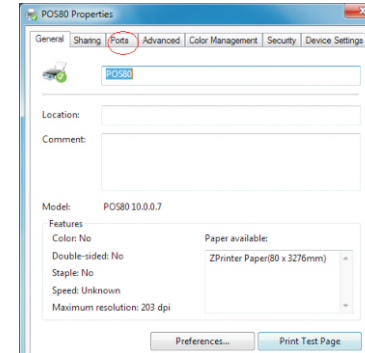 POS80 Properties
General Sharing Ports Advanced Color Management Security Device Settings
POS80
Location:
Comment:
Model: POS80 10.0.0.7
Features
Color: No
Paper available:
Double-sided: No
ZPrinter Paper(80 x 3276mm)
Staple: No
Speed: Unknown
Maximum resolution: 203 dpi
Preferences...
Print Test Page